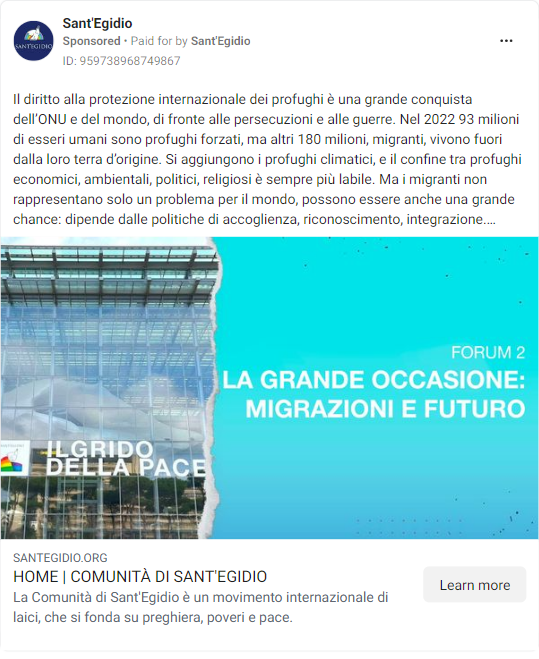 Sant'Egidio
Sponsored • Paid for by Sant'Egidio
ID: 959738968749867
Il diritto alla protezione internazionale dei profughi è una grande conquista
dell'ONU e del mondo, di fronte alle persecuzioni e alle guerre. Nel 2022 93 milioni
di esseri umani sono profughi forzati, ma altri 180 milioni, migranti, vivono fuori
dalla loro terra d'origine. Si aggiungono i profughi climatici, e il confine tra profughi
economici, ambientali, politici, religiosi è sempre più labile. Ma i migranti non
rappresentano solo un problema per il mondo, possono essere anche una grande
chance: dipende dalle politiche di accoglienza, riconoscimento, integrazione....
FORUM 2
LA GRANDE OCCASIONE:
MIGRAZIONI E FUTURO
IL GRIDO
DELLA PACE
SANTEGIDIO.ORG
HOME | COMUNITÀ DI SANT'EGIDIO
La Comunità di Sant'Egidio è un movimento internazionale di
laici, che si fonda su preghiera, poveri e pace.
Learn more
SANT'EGIDIO